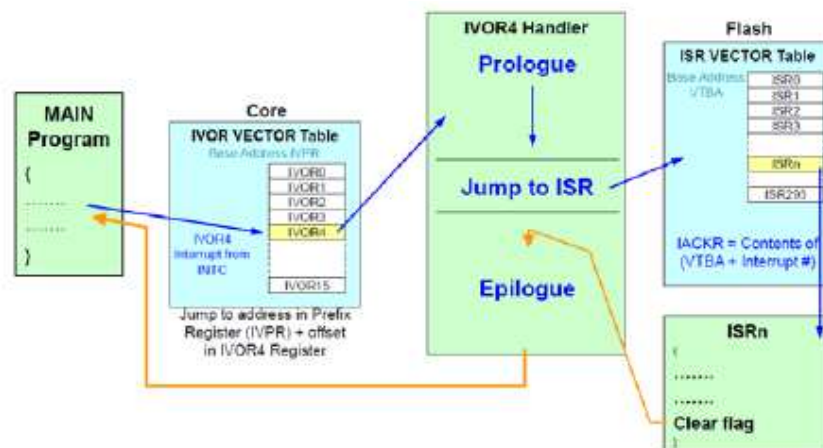 MAIN
Program
{
.......
.......
}
Core
IVOR VECTOR Table
Base Address IVPR
IVOR0
IVOR1
IVOR2
IVOR3
IVOR4
IVOR15
IVOR4
Interrupt from
INTC
Jump to address in Prefix
Register (IVPR) + offset
in IVOR4 Register
IVOR4 Handler
Prologue
Jump to ISR
Epilogue
Flash
ISR VECTOR Table
Base Address
VTBA
ISR0
ISR1
ISR2
ISR3
ISRn
IACKR = Contents of
(VTBA + Interrupt #)
ISRn
{
.......
.......
Clear flag
}